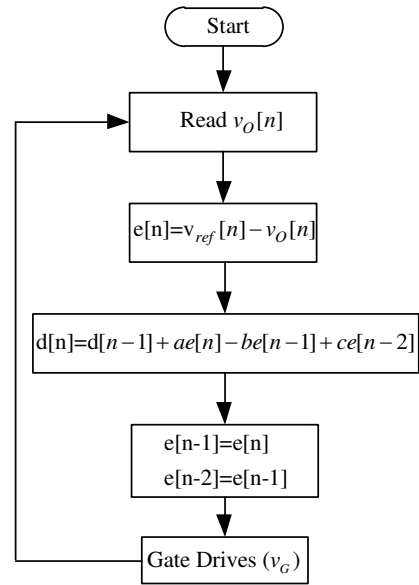 Start
Read v_O[n]
e[n]=v_ref[n]−v_O[n]
d[n]=d[n−1]+ae[n]−be[n−1]+ce[n−2]
e[n-1]=e[n]
e[n-2]=e[n-1]
Gate Drives (v_G)